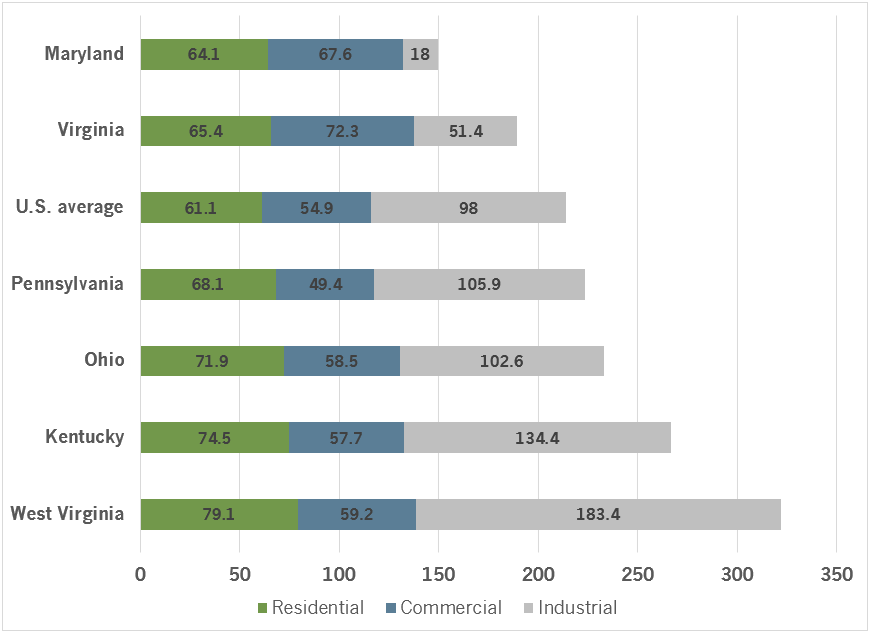 Maryland 64.1 67.6 18
Virginia 65.4 72.3 51.4
U.S. average 61.1 54.9 98
Pennsylvania 68.1 49.4 105.9
Ohio 71.9 58.5 102.6
Kentucky 74.5 57.7 134.4
West Virginia 79.1 59.2 183.4
0 50 100 150 200 250 300 350
Residential Commercial Industrial